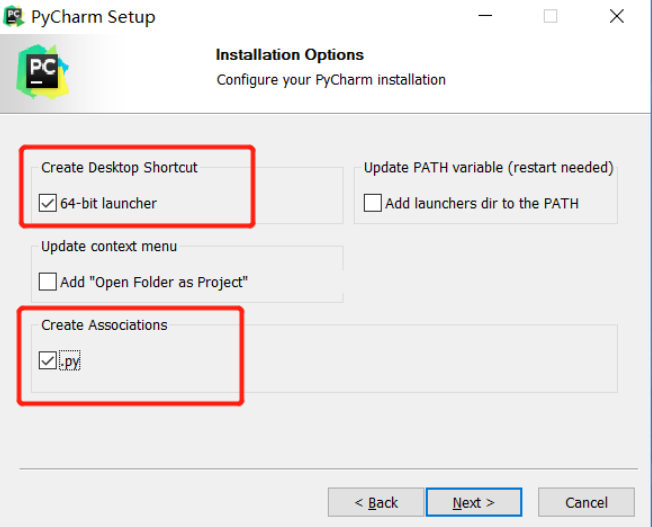 PyCharm Setup
PC
Installation Options
Configure your PyCharm installation
Create Desktop Shortcut
64-bit launcher
Update PATH variable (restart needed)
Add launchers dir to the PATH
Update context menu
Add "Open Folder as Project"
Create Associations
.py
< Back
Next >
Cancel